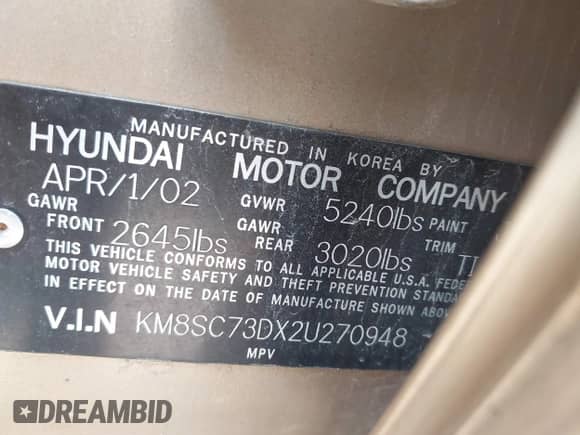 MANUFACTURED IN KOREA BY
HYUNDAI MOTOR COMPANY
APR/1/02 GVWR 5240lbs PAINT
GAWR FRONT 2645lbs GAWR REAR 3020lbs TRIM
THIS VEHICLE CONFORMS TO ALL APPLICABLE U.S.A.
MOTOR VEHICLE SAFETY AND THEFT PREVENTION
IN EFFECT ON THE DATE OF MANUFACTURE SHOWN ABOVE
V.I.N KM8SC73DX2U270948
MPV
DREAMBID